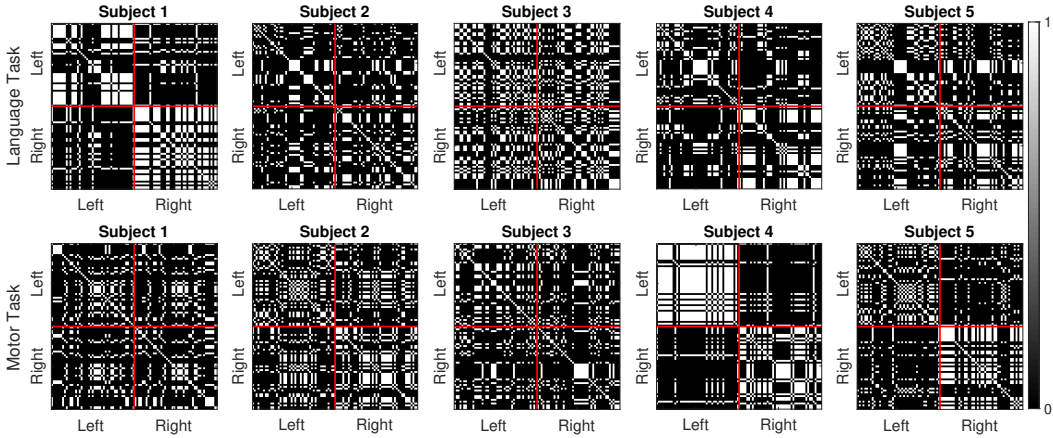 Subject 1 Subject 2 Subject 3 Subject 4 Subject 5
1
Language Task
Left Left Left Left Left
Right Right Right Right Right
Left Right Left Right Left Right Left Right Left Right
Subject 1 Subject 2 Subject 3 Subject 4 Subject 5
Motor Task
Left Left Left Left Left
Right Right Right Right Right
0
Left Right Left Right Left Right Left Right Left Right